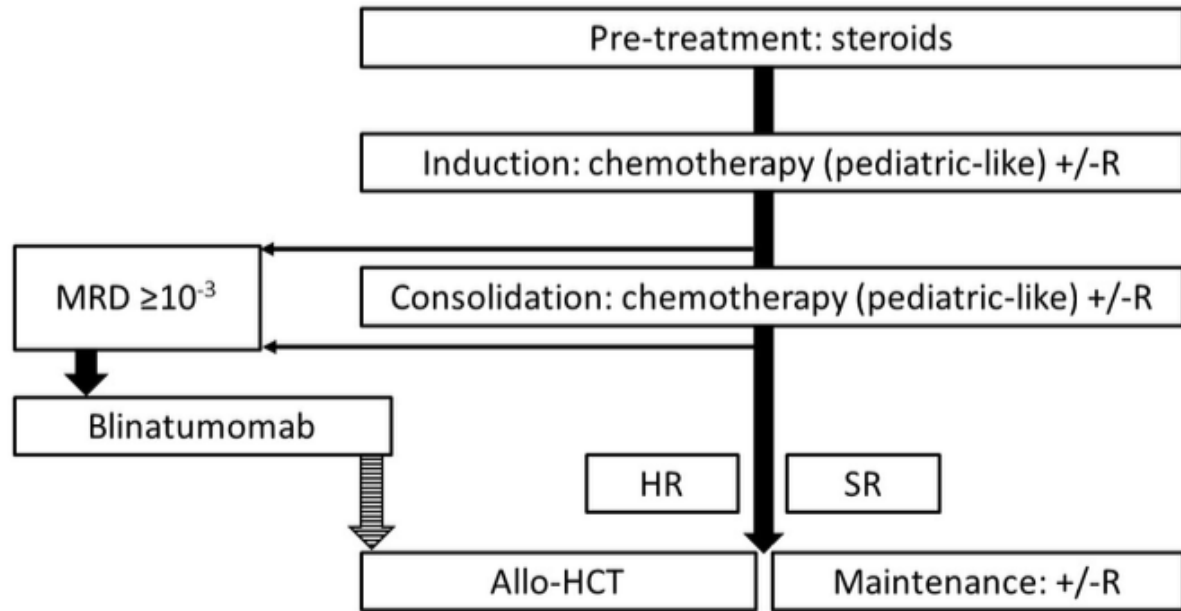 Pre-treatment: steroids
Induction: chemotherapy (pediatric-like) +/-R
MRD ≥10⁻³
Consolidation: chemotherapy (pediatric-like) +/-R
Blinatumomab
HR
SR
Allo-HCT
Maintenance: +/-R